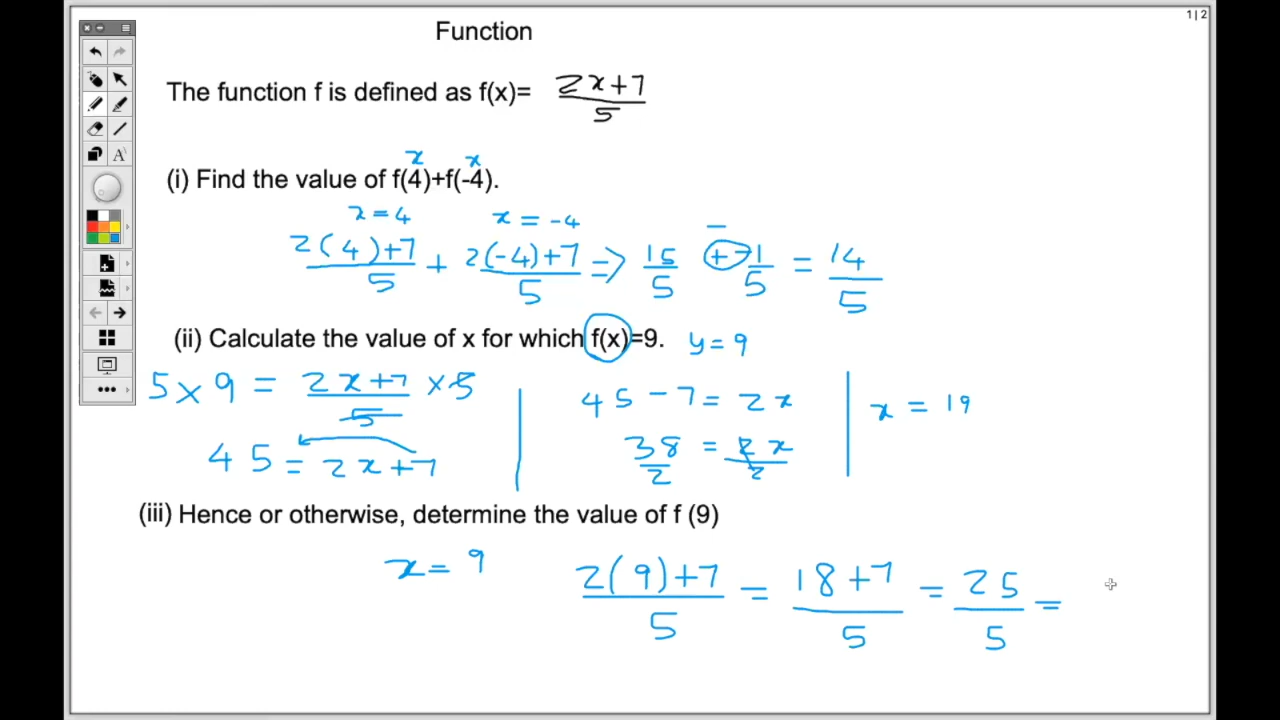 1|2
Function
The function f is defined as f(x)= 2x+7/5
x x
(i) Find the value of f(4)+f(-4).
x=4 x = -4
2(4)+7/5 + 2(-4)+7/5 => 15/5 + -1/5 = 14/5
−
(ii) Calculate the value of x for which f(x)=9. y=9
5×9 = 2x+7/5 ×5
45 = 2x+7
45-7 = 2x
38/2 = 2x/2
x = 19
(iii) Hence or otherwise, determine the value of f (9)
x = 9 2(9)+7/5 = 18+7/5 = 25/5 =
A